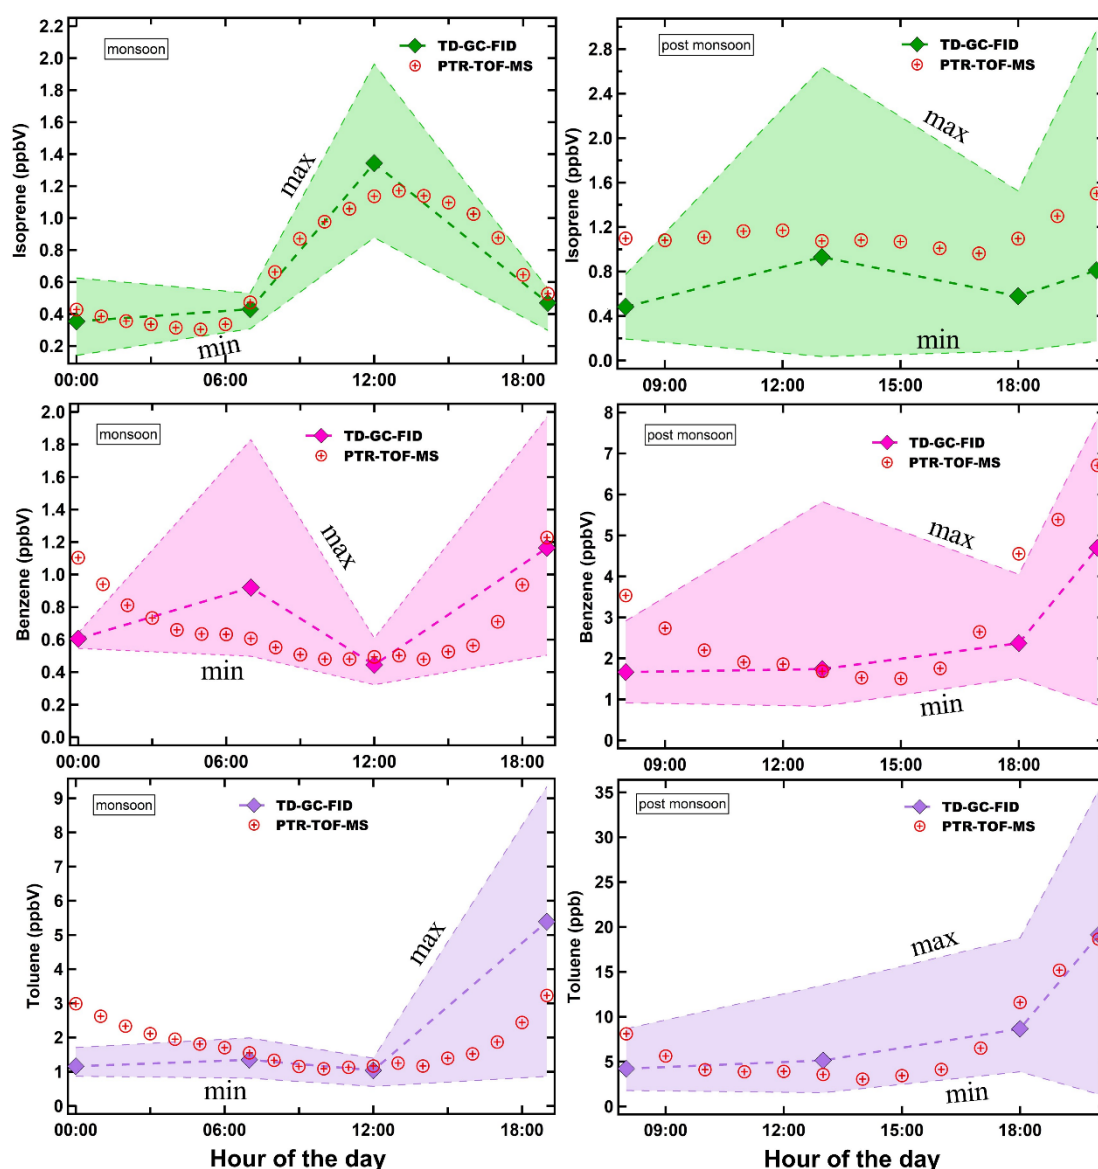 monsoon
TD-GC-FID
PTR-TOF-MS
max
min
Isoprene (ppbV)
2.2
2.0
1.8
1.6
1.4
1.2
1.0
0.8
0.6
0.4
0.2
00:00 06:00 12:00 18:00
post monsoon
TD-GC-FID
PTR-TOF-MS
max
min
Isoprene (ppbV)
2.8
2.4
2.0
1.6
1.2
0.8
0.4
0.0
09:00 12:00 15:00 18:00
monsoon
TD-GC-FID
PTR-TOF-MS
max
min
Benzene (ppbV)
2.0
1.8
1.6
1.4
1.2
1.0
0.8
0.6
0.4
0.2
0.0
00:00 06:00 12:00 18:00
post monsoon
TD-GC-FID
PTR-TOF-MS
max
min
Benzene (ppbV)
8
7
6
5
4
3
2
1
0
09:00 12:00 15:00 18:00
monsoon
TD-GC-FID
PTR-TOF-MS
max
min
Toluene (ppbV)
9
8
7
6
5
4
3
2
1
0
00:00 06:00 12:00 18:00
Hour of the day
post monsoon
TD-GC-FID
PTR-TOF-MS
max
min
Toluene (ppb)
35
30
25
20
15
10
5
0
09:00 12:00 15:00 18:00
Hour of the day